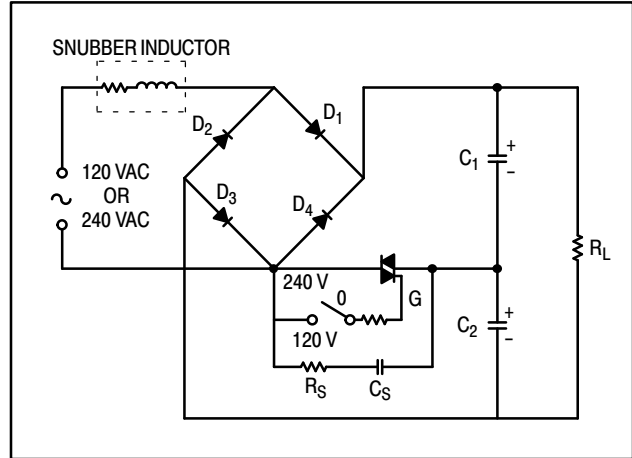 SNUBBER INDUCTOR
D1
D2
C1
+
-
120 VAC
OR
240 VAC
D3
D4
RL
240 V
0
G
120 V
C2
+
-
RS
CS